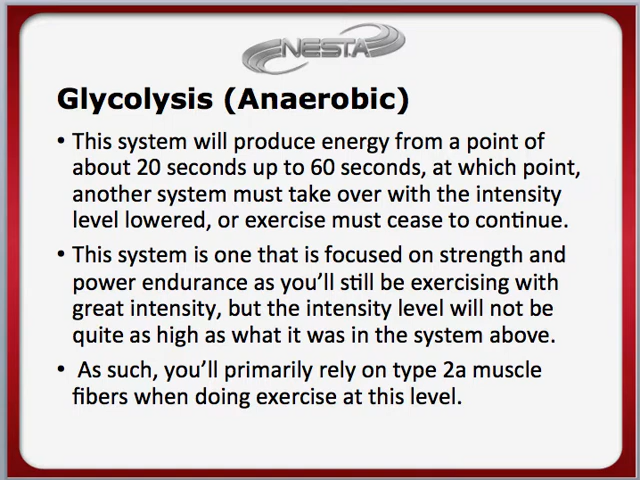 NESTA
Glycolysis (Anaerobic)
• This system will produce energy from a point of
about 20 seconds up to 60 seconds, at which point,
another system must take over with the intensity
level lowered, or exercise must cease to continue.
• This system is one that is focused on strength and
power endurance as you'll still be exercising with
great intensity, but the intensity level will not be
quite as high as what it was in the system above.
• As such, you'll primarily rely on type 2a muscle
fibers when doing exercise at this level.